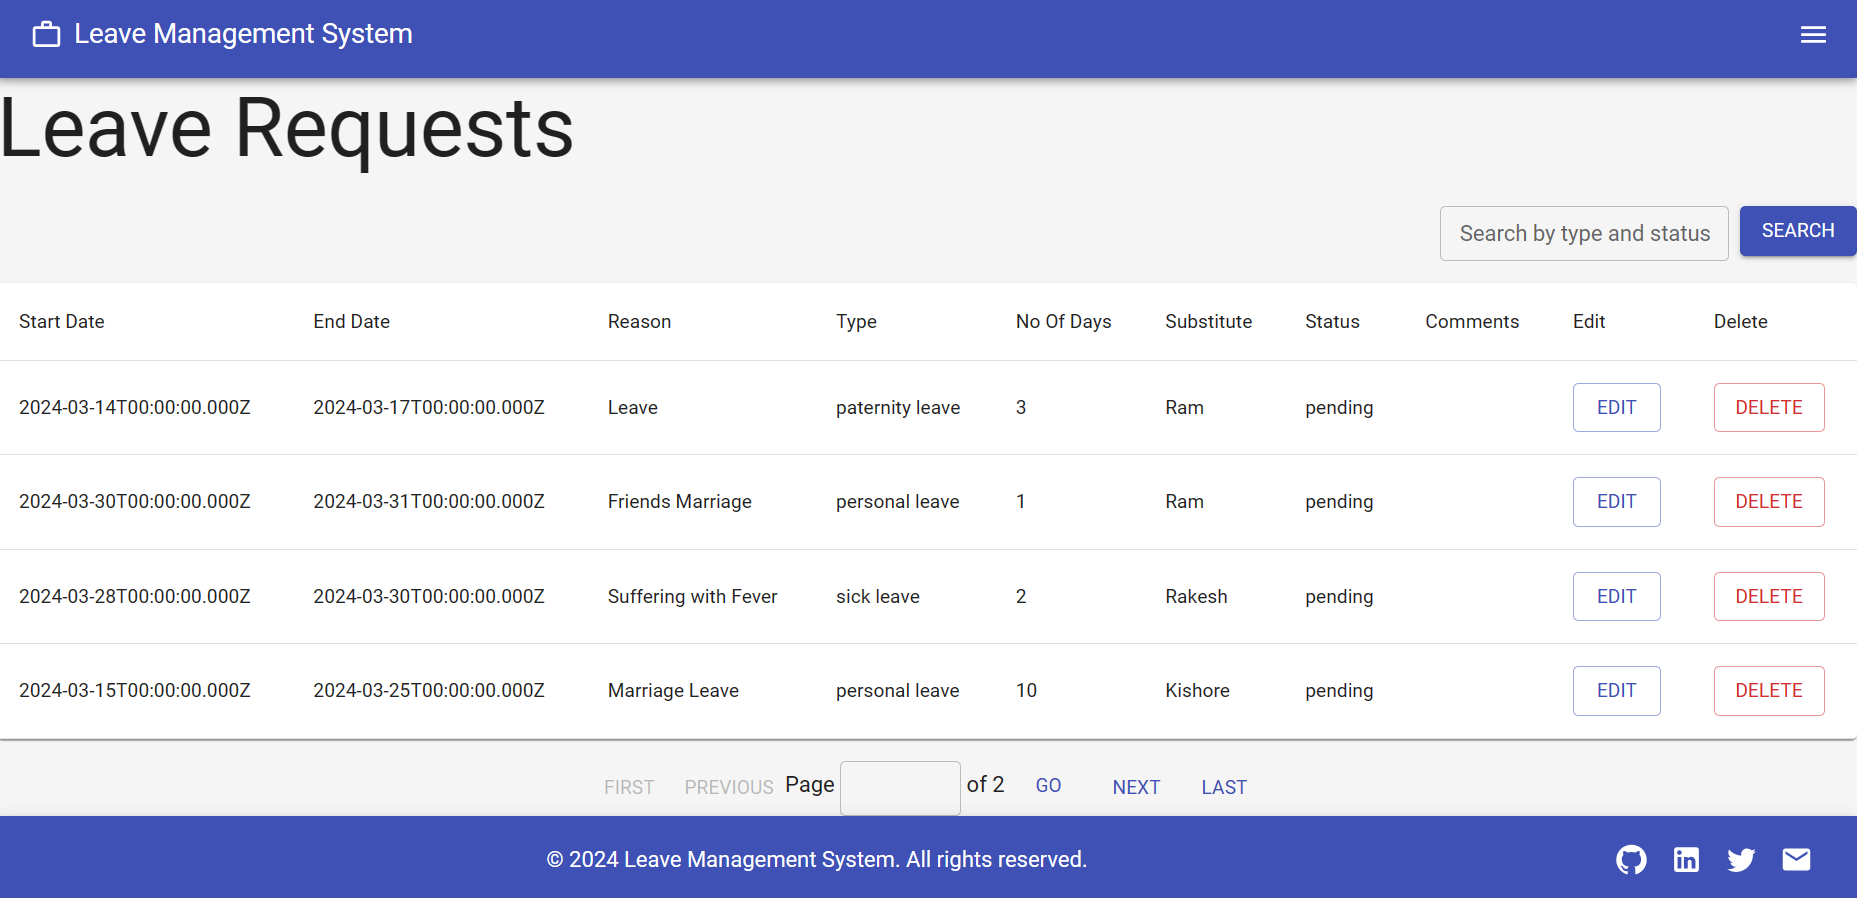 Leave Management System
Leave Requests
Search by type and status SEARCH
Start Date End Date Reason Type No Of Days Substitute Status Comments Edit Delete
2024-03-14T00:00:00.000Z 2024-03-17T00:00:00.000Z Leave paternity leave 3 Ram pending EDIT DELETE
2024-03-30T00:00:00.000Z 2024-03-31T00:00:00.000Z Friends Marriage personal leave 1 Ram pending EDIT DELETE
2024-03-28T00:00:00.000Z 2024-03-30T00:00:00.000Z Suffering with Fever sick leave 2 Rakesh pending EDIT DELETE
2024-03-15T00:00:00.000Z 2024-03-25T00:00:00.000Z Marriage Leave personal leave 10 Kishore pending EDIT DELETE
FIRST PREVIOUS Page of 2 GO NEXT LAST
© 2024 Leave Management System. All rights reserved.